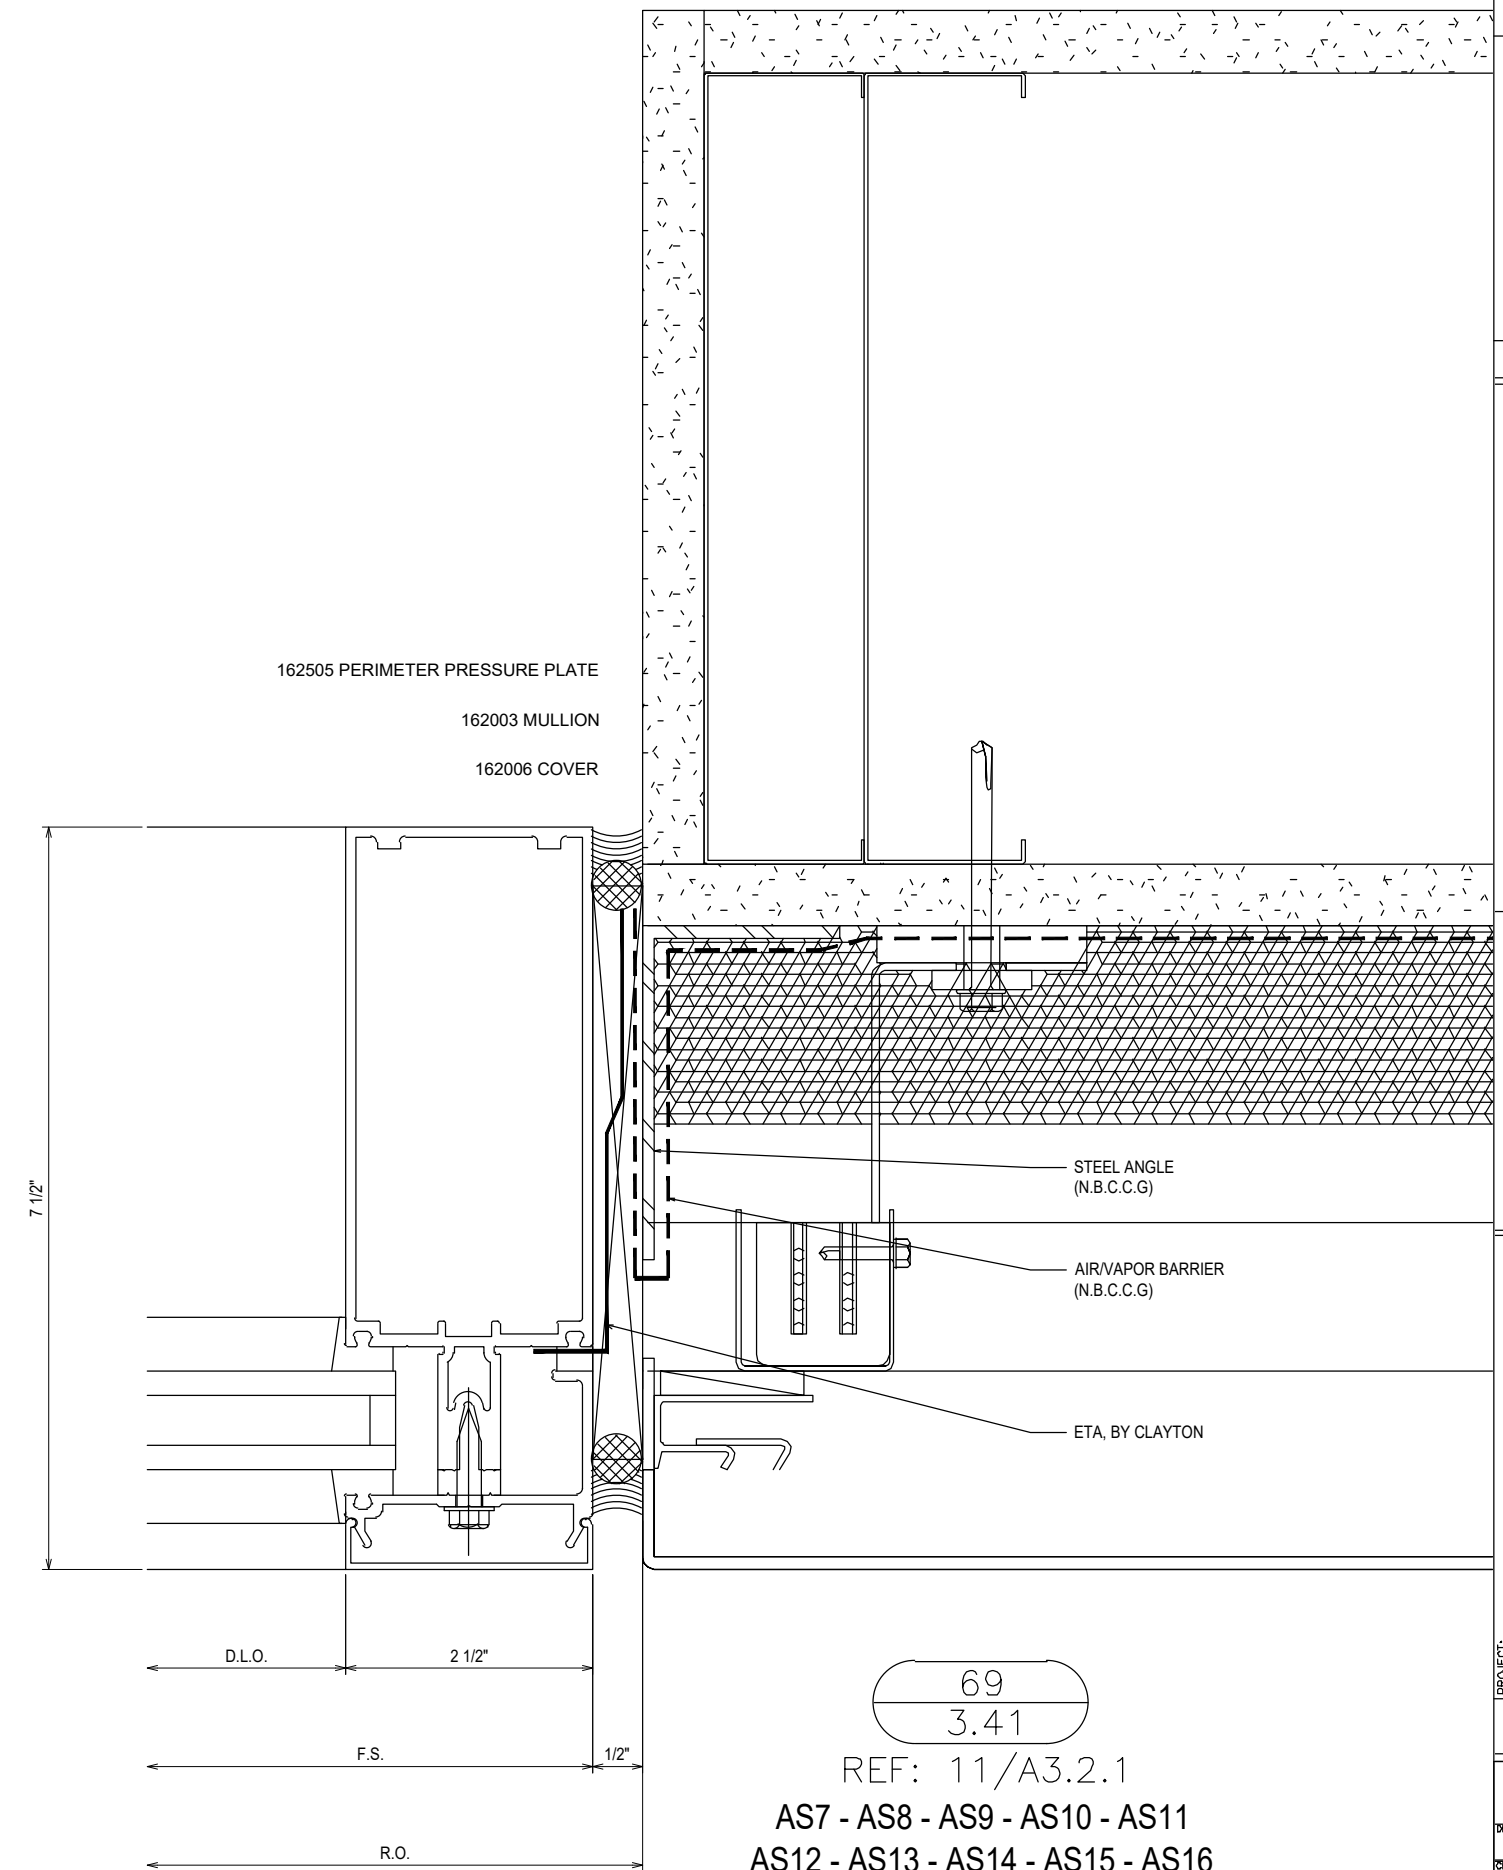 162505 PERIMETER PRESSURE PLATE
162003 MULLION
162006 COVER
7 1/2"
STEEL ANGLE
(N.B.C.C.G)
AIR/VAPOR BARRIER
(N.B.C.C.G)
ETA, BY CLAYTON
D.L.O.
2 1/2"
F.S.
1/2"
R.O.
69
3.41
REF: 11/A3.2.1
AS7 - AS8 - AS9 - AS10 - AS11
AS12 - AS13 - AS14 - AS15 - AS16
PROJECT: